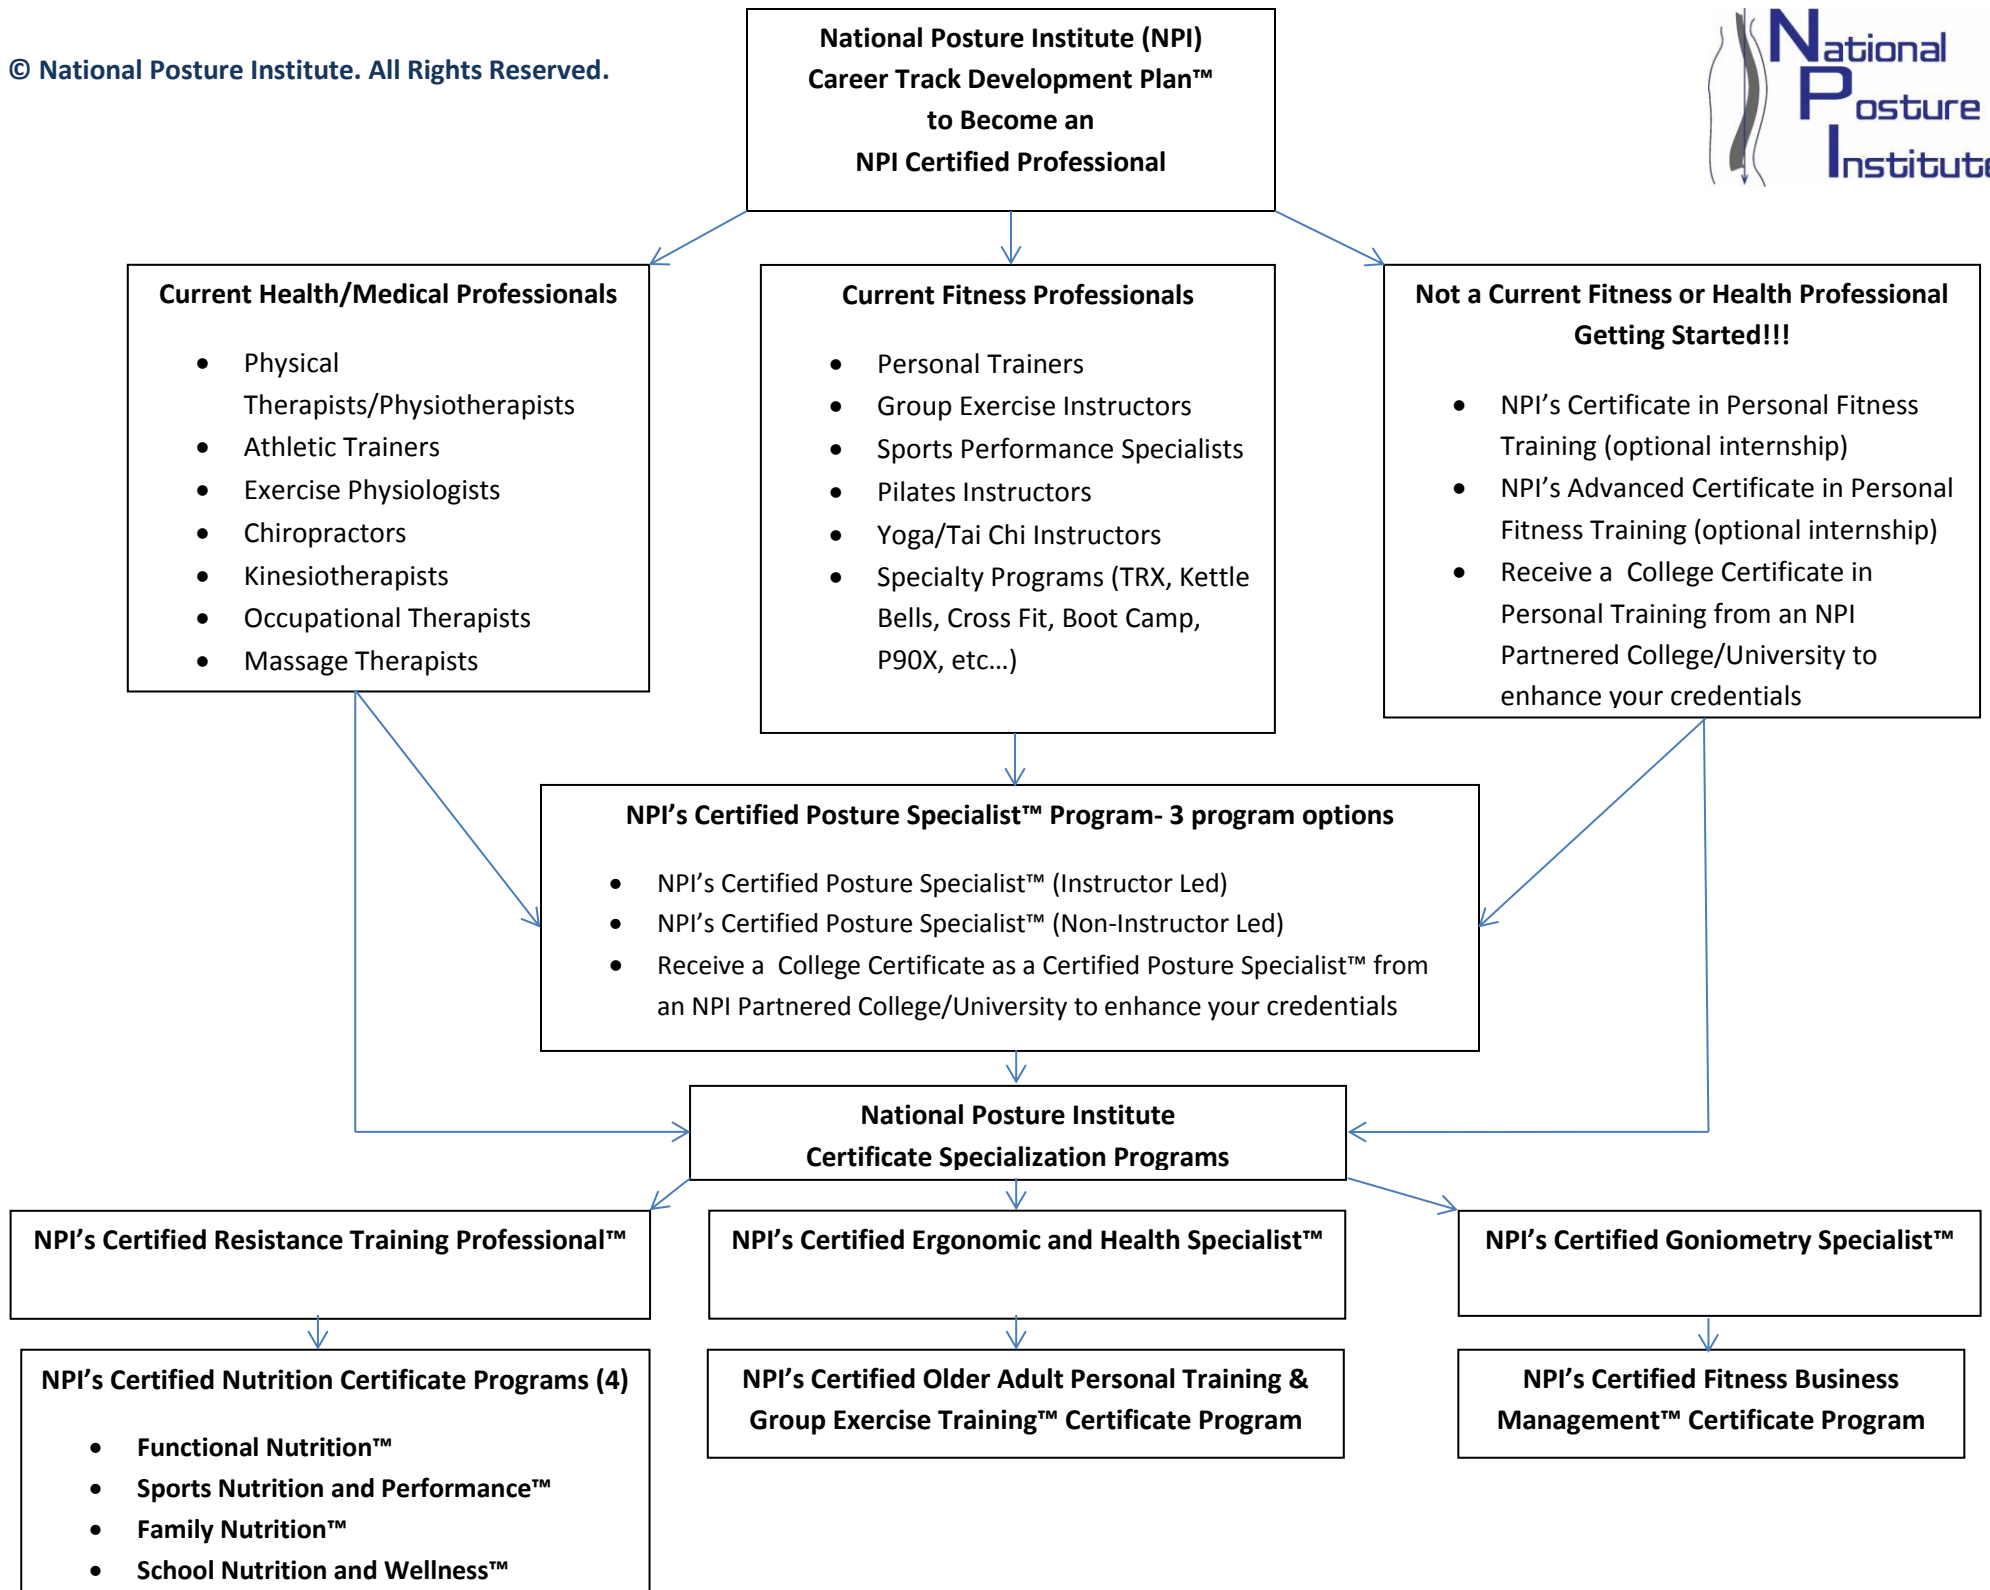 © National Posture Institute. All Rights Reserved.
National Posture Institute (NPI)
Career Track Development Plan™
to Become an
NPI Certified Professional
National
Posture
Institute
Current Health/Medical Professionals
• Physical
Therapists/Physiotherapists
• Athletic Trainers
• Exercise Physiologists
• Chiropractors
• Kinesiotherapists
• Occupational Therapists
• Massage Therapists
Current Fitness Professionals
• Personal Trainers
• Group Exercise Instructors
• Sports Performance Specialists
• Pilates Instructors
• Yoga/Tai Chi Instructors
• Specialty Programs (TRX, Kettle
Bells, Cross Fit, Boot Camp,
P90X, etc…)
Not a Current Fitness or Health Professional
Getting Started!!!
• NPI’s Certificate in Personal Fitness
Training (optional internship)
• NPI’s Advanced Certificate in Personal
Fitness Training (optional internship)
• Receive a College Certificate in
Personal Training from an NPI
Partnered College/University to
enhance your credentials
NPI’s Certified Posture Specialist™ Program- 3 program options
• NPI’s Certified Posture Specialist™ (Instructor Led)
• NPI’s Certified Posture Specialist™ (Non-Instructor Led)
• Receive a College Certificate as a Certified Posture Specialist™ from
an NPI Partnered College/University to enhance your credentials
National Posture Institute
Certificate Specialization Programs
NPI’s Certified Resistance Training Professional™
NPI’s Certified Ergonomic and Health Specialist™
NPI’s Certified Goniometry Specialist™
NPI’s Certified Nutrition Certificate Programs (4)
• Functional Nutrition™
• Sports Nutrition and Performance™
• Family Nutrition™
• School Nutrition and Wellness™
NPI’s Certified Older Adult Personal Training &
Group Exercise Training™ Certificate Program
NPI’s Certified Fitness Business
Management™ Certificate Program